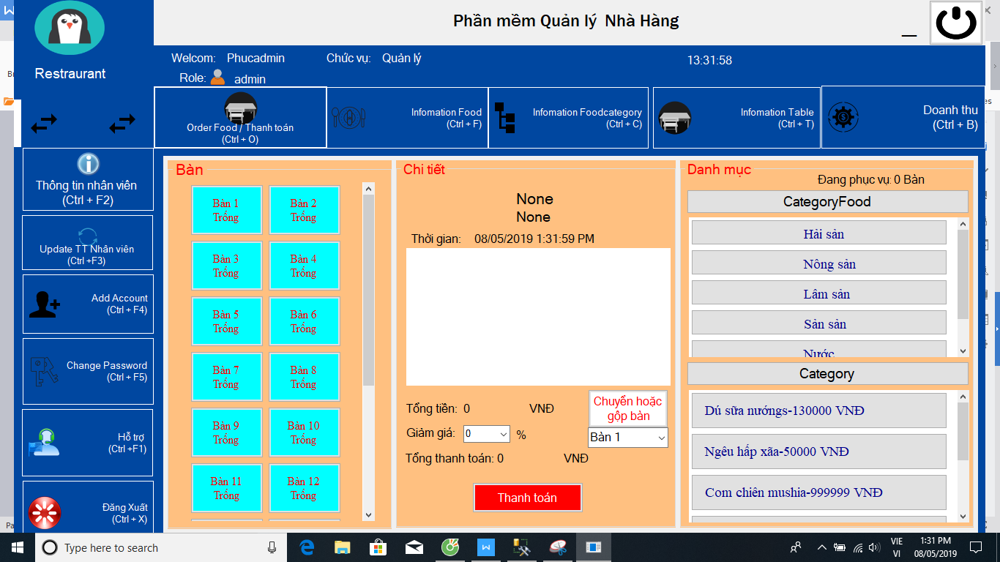 Phần mềm Quản lý  Nhà Hàng
Restraurant
Welcom: Phucadmin Chức vụ: Quản lý 13:31:58
Role: admin
Order Food / Thanh toán
(Ctrl + O)
Infomation Food
(Ctrl + F)
Infomation Foodcategory
(Ctrl + C)
Infomation Table
(Ctrl + T)
Doanh thu
(Ctrl + B)
Thông tin nhân viên
(Ctrl + F2)
Update TT Nhân viên
(Ctrl +F3)
Add Account
(Ctrl + F4)
Change Password
(Ctrl + F5)
Hỗ trợ
(Ctrl +F1)
Đăng Xuất
(Ctrl + X)
Bàn
Bàn 1
Trống
Bàn 2
Trống
Bàn 3
Trống
Bàn 4
Trống
Bàn 5
Trống
Bàn 6
Trống
Bàn 7
Trống
Bàn 8
Trống
Bàn 9
Trống
Bàn 10
Trống
Bàn 11
Trống
Bàn 12
Trống
Chi tiết
None
None
Thời gian: 08/05/2019 1:31:59 PM
Tổng tiền: 0 VNĐ
Giảm giá: 0 %
Tổng thanh toán: 0 VNĐ
Chuyển hoặc
gộp bàn
Bàn 1
Thanh toán
Danh mục
Đang phục vụ: 0 Bàn
CategoryFood
Hải sản
Nông sản
Lâm sản
Sản sản
Nước
Category
Dú sữa nướngs-130000 VNĐ
Ngêu hấp xãa-50000 VNĐ
Com chiên mushia-999999 VNĐ
Type here to search
VIE
VI
1:31 PM
08/05/2019